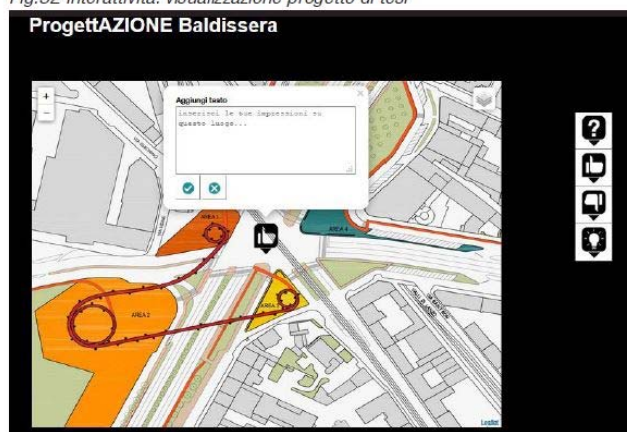 Fig.52 Interattività: visualizzazione progetto di tesi
ProgettAZIONE Baldissera
+
-
Aggiungi tasto
inserisci le tue impressioni su
questo luogo...
AREA 1
AREA 4
AREA 2
AREA 3
?
Leaflet